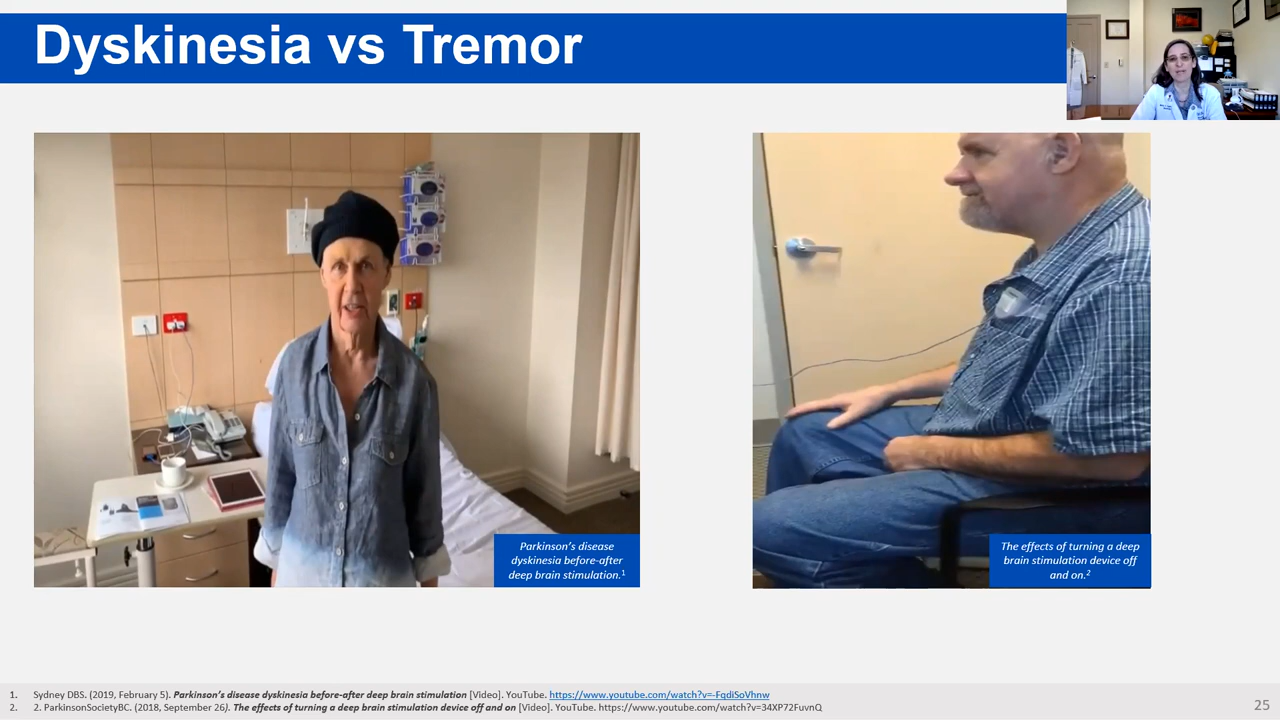 Dyskinesia vs Tremor
Parkinson's disease
dyskinesia before-after
deep brain stimulation.1
The effects of turning a deep
brain stimulation device off
and on.2
1. Sydney DBS. (2019, February 5). Parkinson's disease dyskinesia before-after deep brain stimulation [Video]. YouTube. https://www.youtube.com/watch?v=-FqdiSoVhnw
2. 2. ParkinsonSocietyBC. (2018, September 26). The effects of turning a deep brain stimulation device off and on [Video]. YouTube. https://www.youtube.com/watch?v=34XP72FuvnQ
25